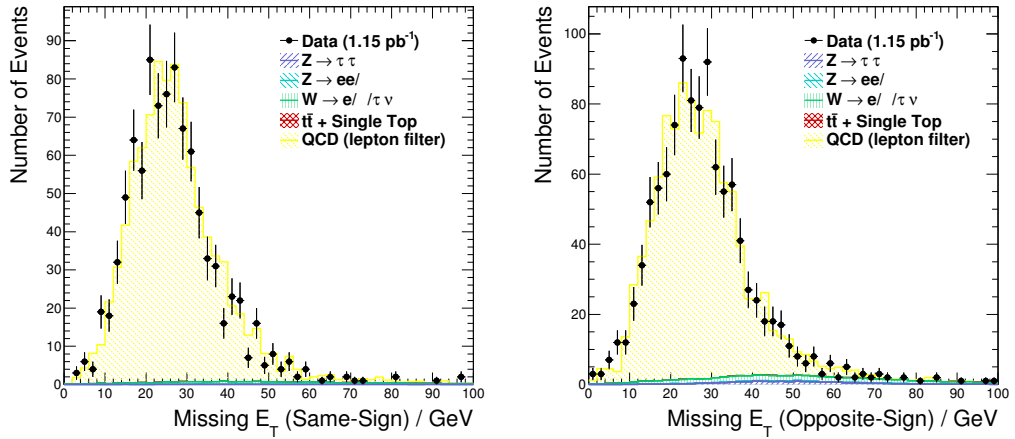 Number of Events
90
80
70
60
50
40
30
20
10
0
0 10 20 30 40 50 60 70 80 90 100
Missing E_T (Same-Sign) / GeV
Data (1.15 pb⁻¹)
Z → τ τ
Z → ee/
W → e/ /τ ν
tt̄ + Single Top
QCD (lepton filter)
Number of Events
100
80
60
40
20
0
0 10 20 30 40 50 60 70 80 90 100
Missing E_T (Opposite-Sign) / GeV
Data (1.15 pb⁻¹)
Z → τ τ
Z → ee/
W → e/ /τ ν
tt̄ + Single Top
QCD (lepton filter)